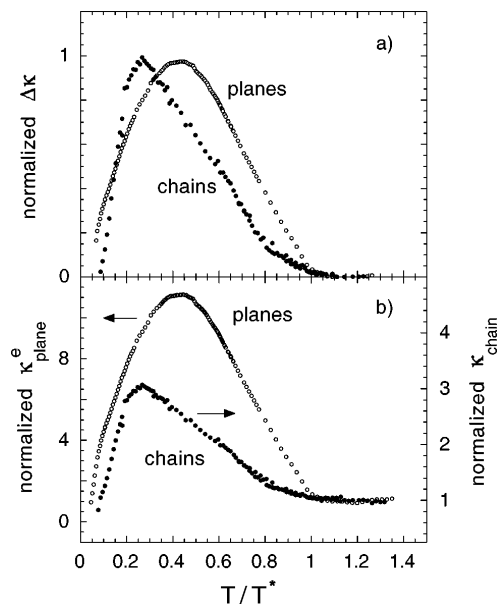 a)
1
planes
chains
normalized Δκ
0
b)
planes
4
8
3
chains
4
2
0
1
normalized κ^e_plane
normalized κ_chain
0 0.2 0.4 0.6 0.8 1 1.2 1.4
T / T*